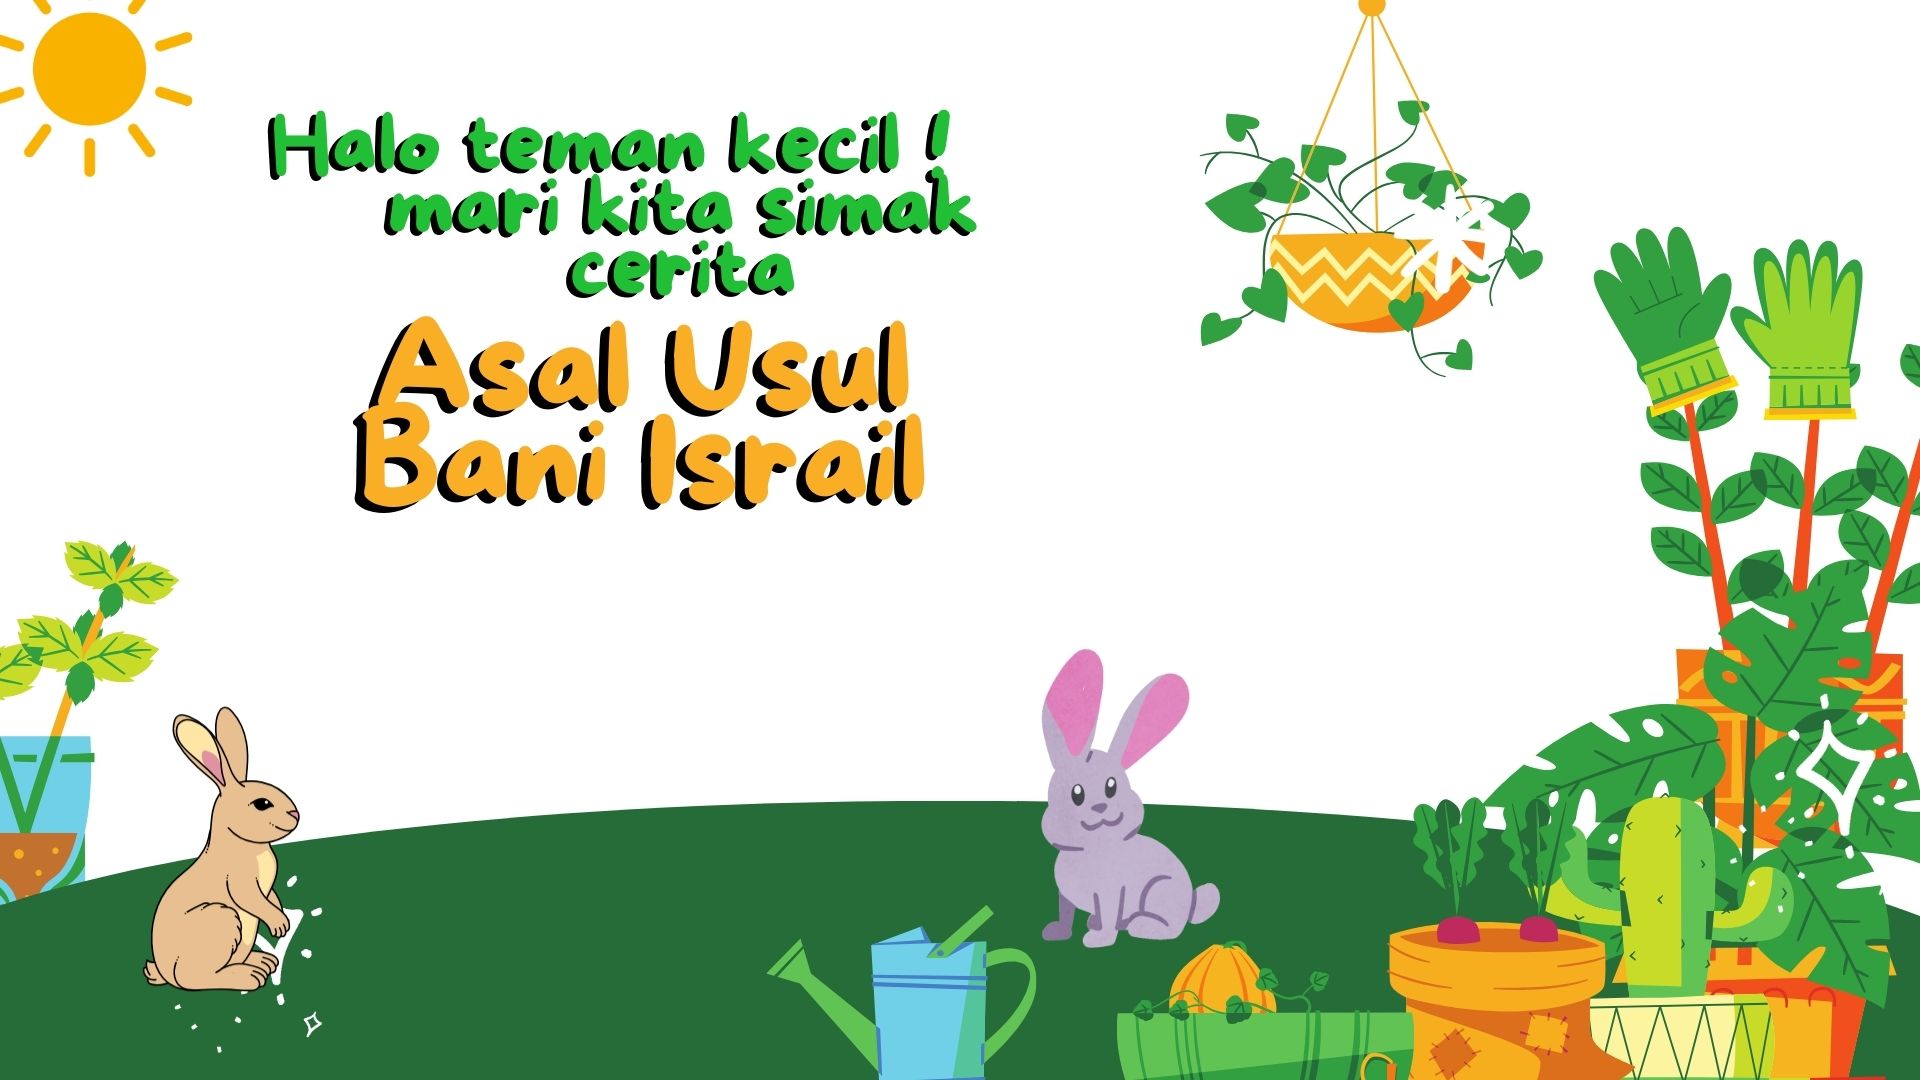 Halo teman kecil !
mari kita simak
cerita
Asal Usul
Bani Israil